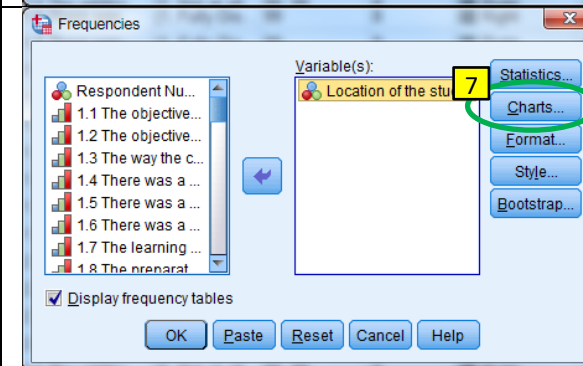 Frequencies
Variable(s):
Respondent Nu...
1.1 The objective...
1.2 The objective...
1.3 The way the c...
1.4 There was a ...
1.5 There was a ...
1.6 There was a ...
1.7 The learning ...
1.8 The preparat...
Location of the stu
7
Statistics...
Charts...
Format...
Style...
Bootstrap...
Display frequency tables
OK Paste Reset Cancel Help